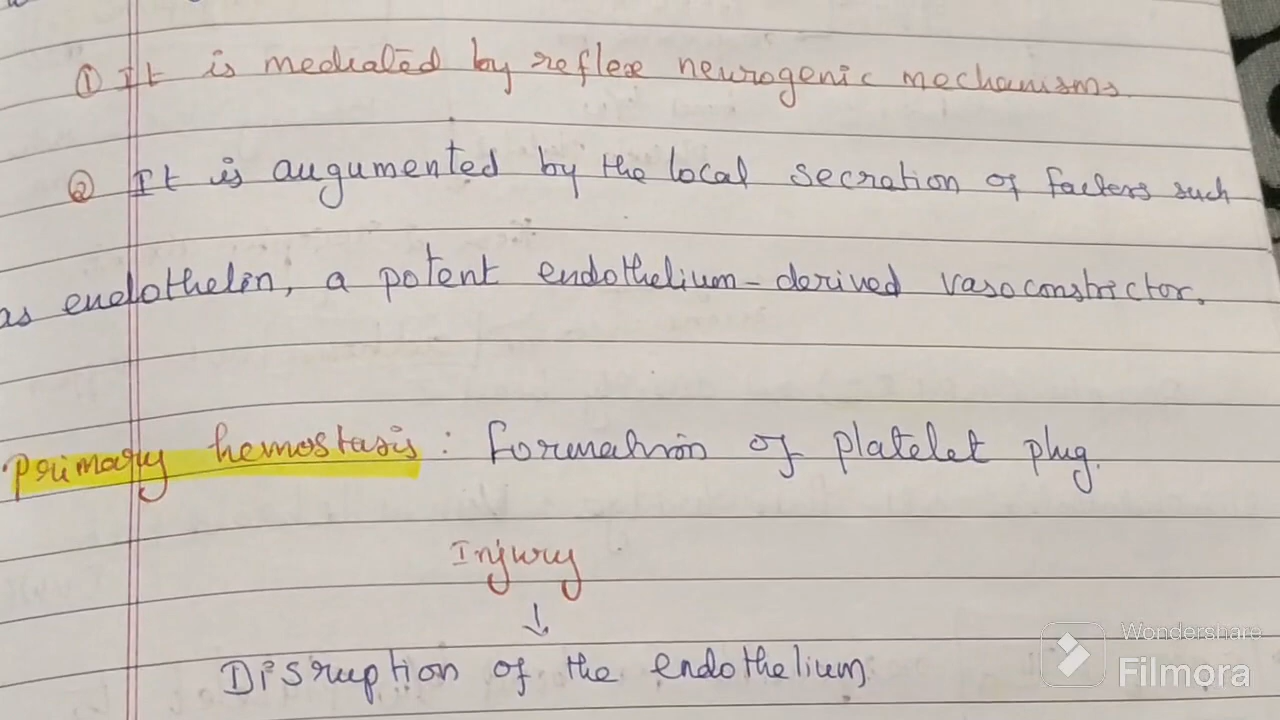 ① It is mediated by reflex neurogenic mechanisms.
② It is augumented by the local secration of factors such
as endothelin, a potent endothelium-derived vasoconstrictor.
Primary hemostasis : Formation of platelet plug.
Injury
↓
Disruption of the endothelium
Wondershare
Filmora